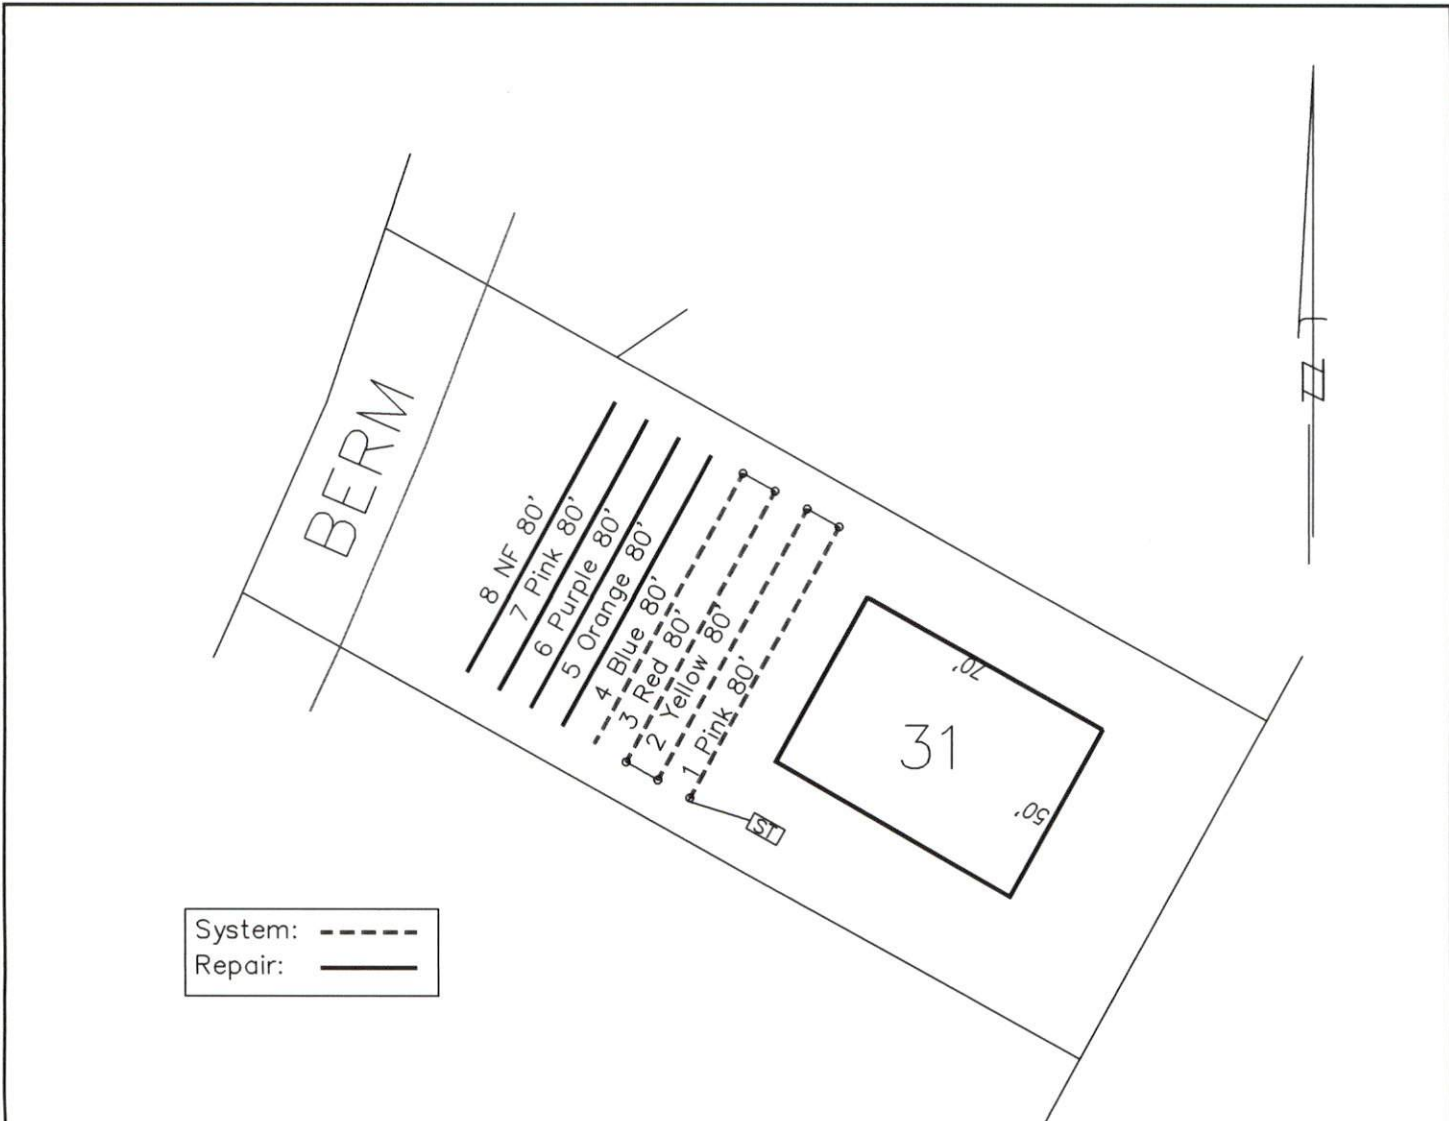 BERM
8 NF 80'
7 Pink 80'
6 Purple 80'
5 Orange 80'
4 Blue 80'
3 Red 80'
2 Yellow 80'
1 Pink 80'
ST
31
70'
50'
N
System:
Repair: